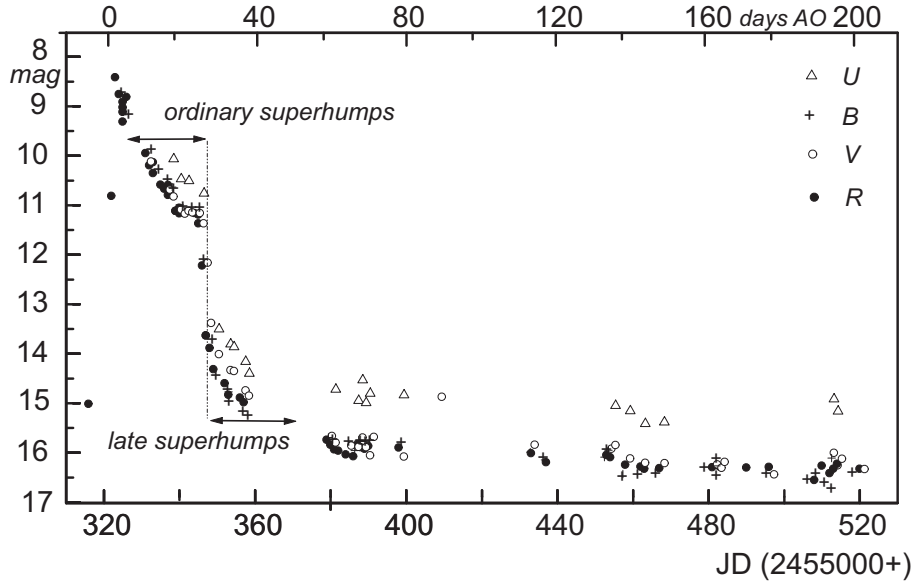 0 40 80 120 160 days AO 200
8
mag
9
10
11
12
13
14
15
16
17
ordinary superhumps
late superhumps
U
B
V
R
320 360 400 440 480 520
JD (2455000+)